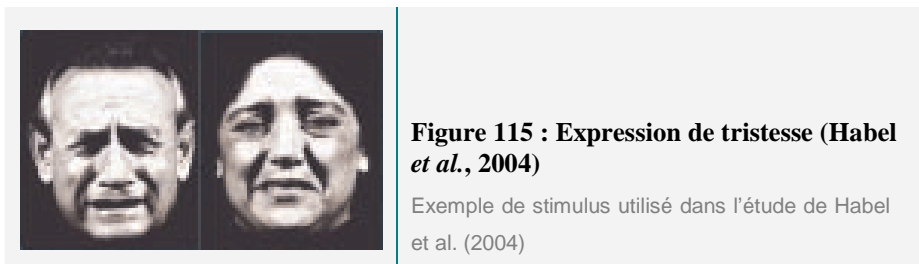 Figure 115 : Expression de tristesse (Habel
et al., 2004)
Exemple de stimulus utilisé dans l'étude de Habel
et al. (2004)